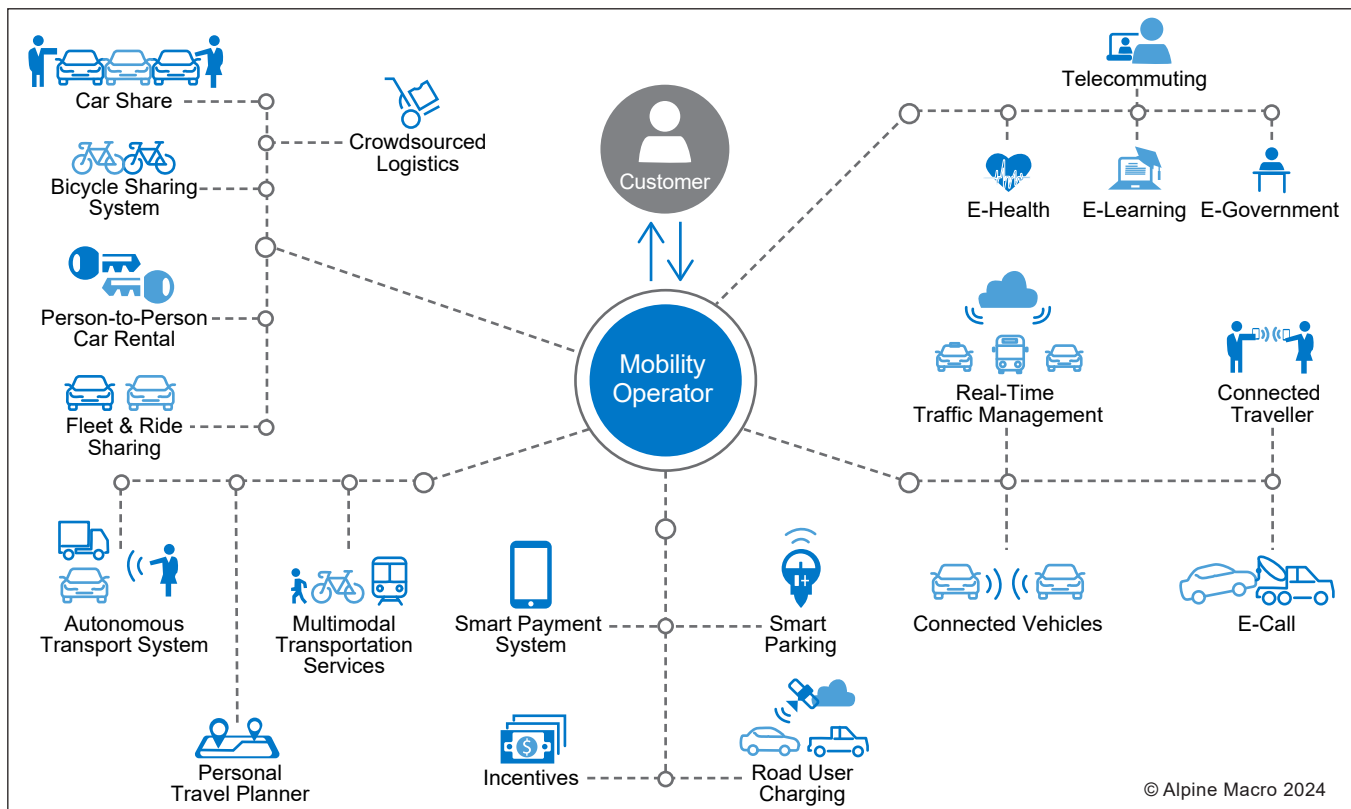 Car Share
Crowdsourced
Logistics
Bicycle Sharing
System
Person-to-Person
Car Rental
Fleet & Ride
Sharing
Customer
Mobility
Operator
Telecommuting
E-Health
E-Learning
E-Government
Real-Time
Traffic Management
Connected
Traveller
Autonomous
Transport System
Multimodal
Transportation
Services
Personal
Travel Planner
Smart Payment
System
Smart
Parking
Incentives
$
Road User
Charging
Connected Vehicles
E-Call
© Alpine Macro 2024